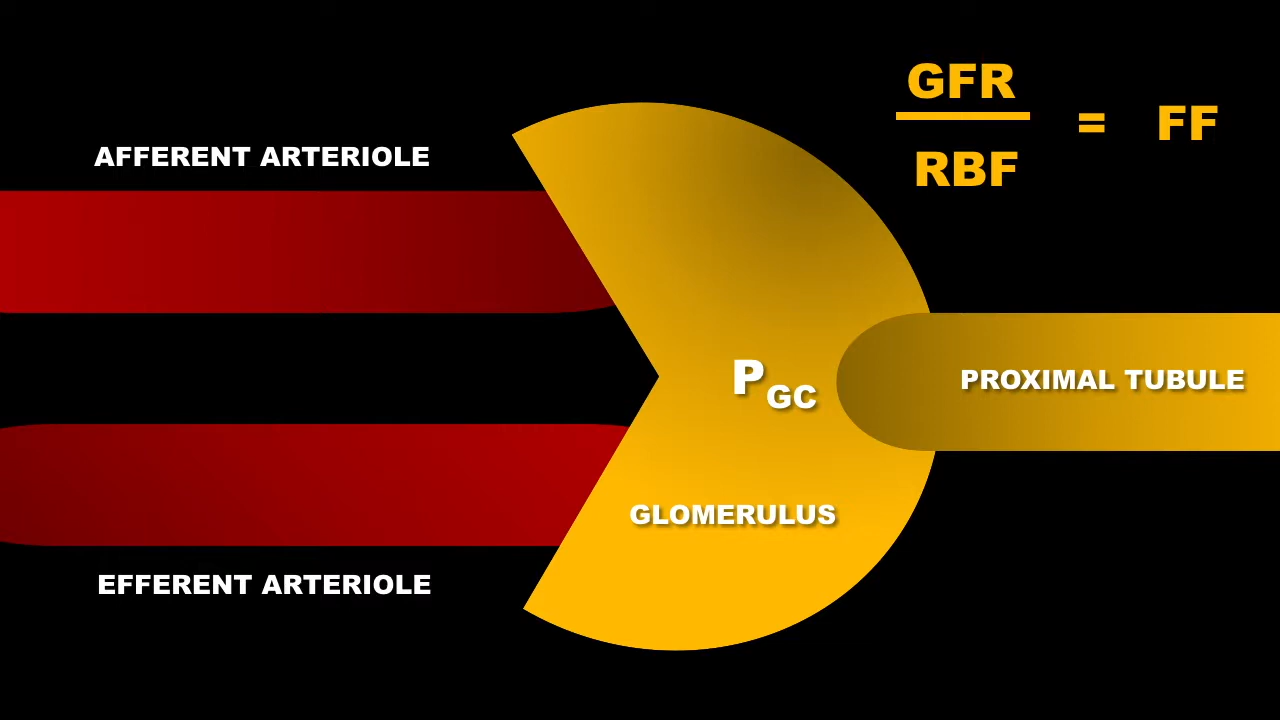 GFR
RBF
= FF
AFFERENT ARTERIOLE
PGC
PROXIMAL TUBULE
GLOMERULUS
EFFERENT ARTERIOLE